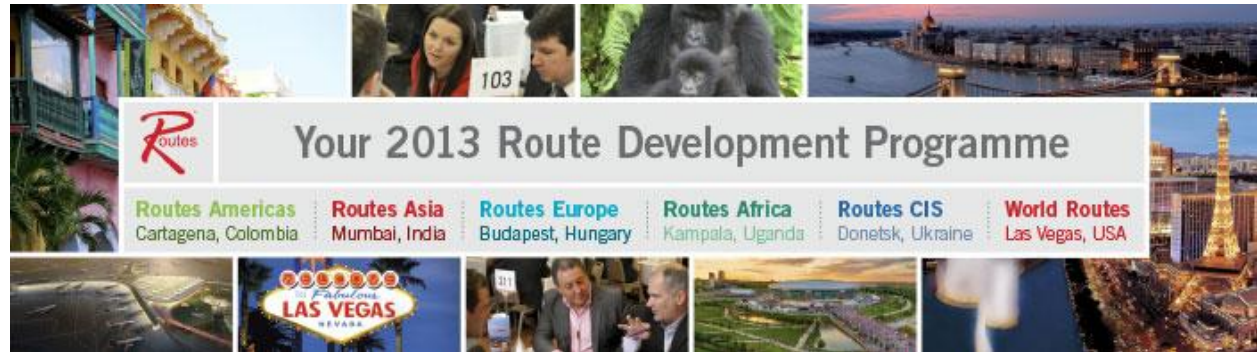 103
Routes
Your 2013 Route Development Programme
Routes Americas
Cartagena, Colombia
Routes Asia
Mumbai, India
Routes Europe
Budapest, Hungary
Routes Africa
Kampala, Uganda
Routes CIS
Donetsk, Ukraine
World Routes
Las Vegas, USA
WELCOME
TO Fabulous
LAS VEGAS
NEVADA
311